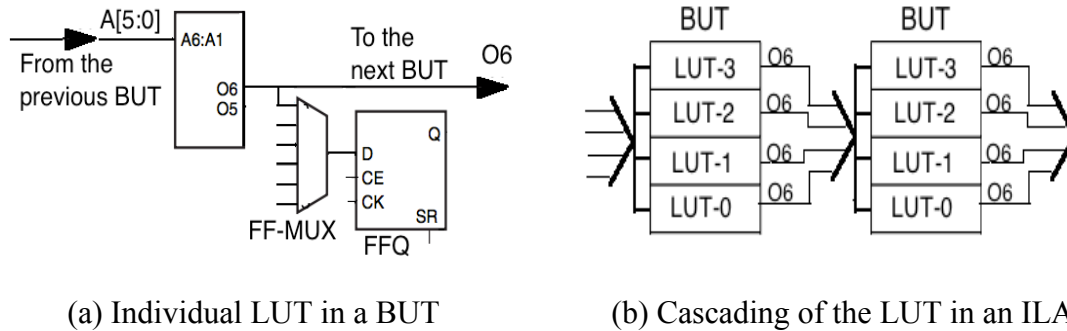 A[5:0]
A6:A1
From the
previous BUT
To the
next BUT
O6
O6
O5
D
Q
CE
CK
SR
FF-MUX
FFQ
(a) Individual LUT in a BUT
BUT
BUT
LUT-3
O6
LUT-3
O6
LUT-2
O6
LUT-2
O6
LUT-1
O6
LUT-1
O6
LUT-0
O6
LUT-0
O6
(b) Cascading of the LUT in an ILA